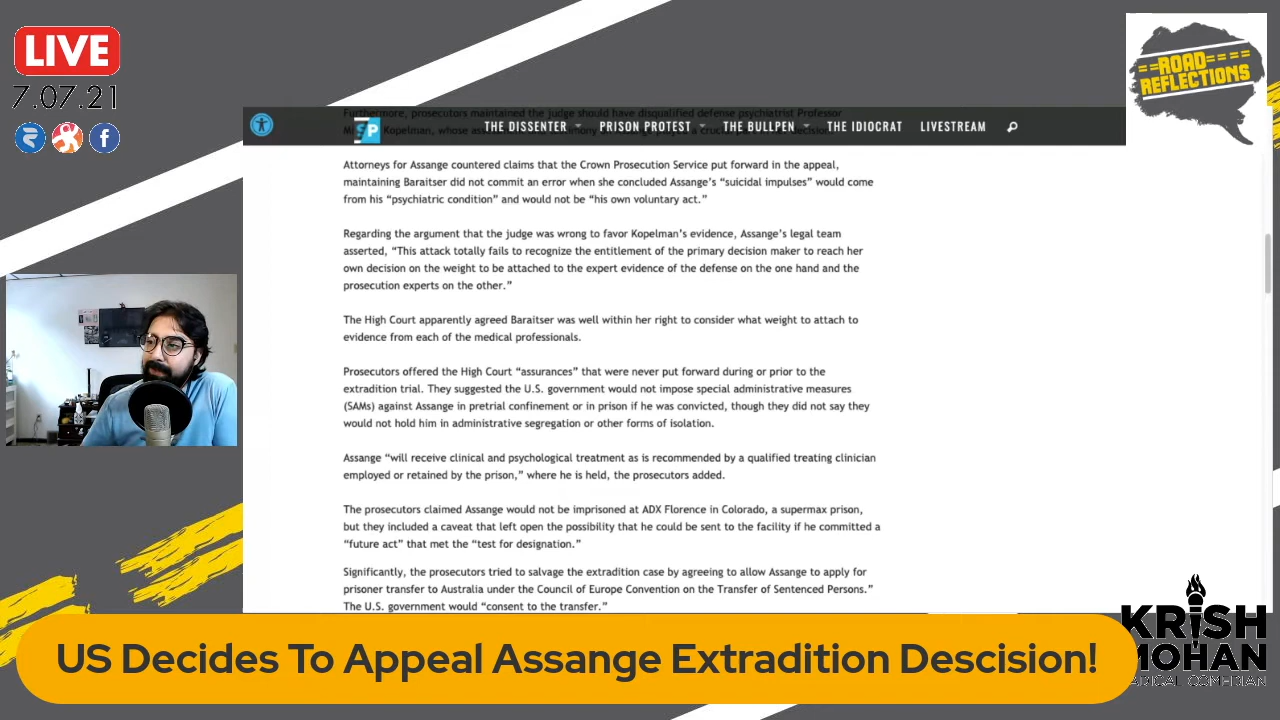 LIVE
7.07.21
==ROAD
REFLECTIONS
Furthermore, prosecutors maintained the judge should have disqualified defense psychiatrist Professor
Kopelman, whose
THE DISSENTER
PRISON PROTEST
THE BULLPEN
THE IDIOCRAT
LIVESTREAM
Attorneys for Assange countered claims that the Crown Prosecution Service put forward in the appeal,
maintaining Baraitser did not commit an error when she concluded Assange’s “suicidal impulses” would come
from his “psychiatric condition” and would not be “his own voluntary act.”
Regarding the argument that the judge was wrong to favor Kopelman’s evidence, Assange’s legal team
asserted, “This attack totally fails to recognize the entitlement of the primary decision maker to reach her
own decision on the weight to be attached to the expert evidence of the defense on the one hand and the
prosecution experts on the other.”
The High Court apparently agreed Baraitser was well within her right to consider what weight to attach to
evidence from each of the medical professionals.
Prosecutors offered the High Court “assurances” that were never put forward during or prior to the
extradition trial. They suggested the U.S. government would not impose special administrative measures
(SAMs) against Assange in pretrial confinement or in prison if he was convicted, though they did not say they
would not hold him in administrative segregation or other forms of isolation.
Assange “will receive clinical and psychological treatment as is recommended by a qualified treating clinician
employed or retained by the prison,” where he is held, the prosecutors added.
The prosecutors claimed Assange would not be imprisoned at ADX Florence in Colorado, a supermax prison,
but they included a caveat that left open the possibility that he could be sent to the facility if he committed a
“future act” that met the “test for designation.”
Significantly, the prosecutors tried to salvage the extradition case by agreeing to allow Assange to apply for
prisoner transfer to Australia under the Council of Europe Convention on the Transfer of Sentenced Persons.”
The U.S. government would “consent to the transfer.”
US Decides To Appeal Assange Extradition Descision!
KRISH
MOHAN
RADICAL COMEDIAN